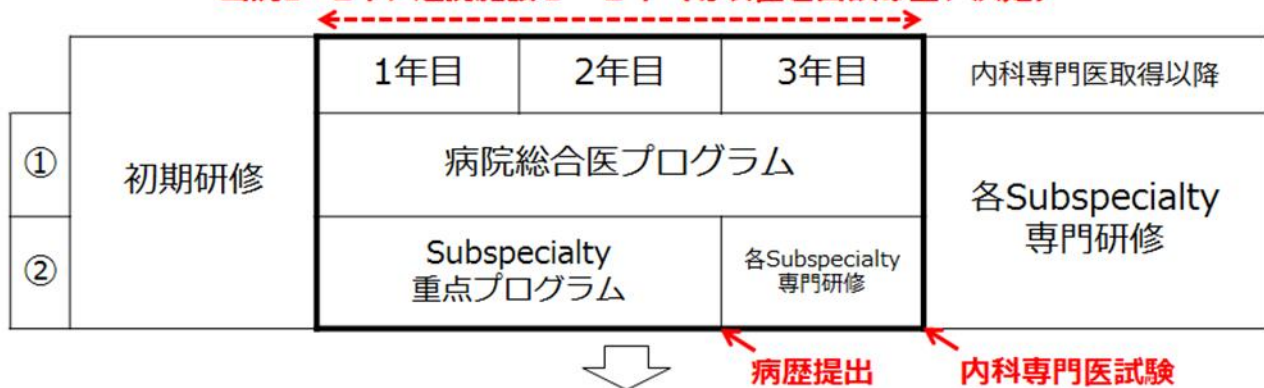 1年目 2年目 3年目 内科専門医取得以降
① 初期研修 病院総合医プログラム
② Subspecialty
重点プログラム
各Subspecialty
専門研修
各Subspecialty
専門研修
病歴提出 内科専門医試験